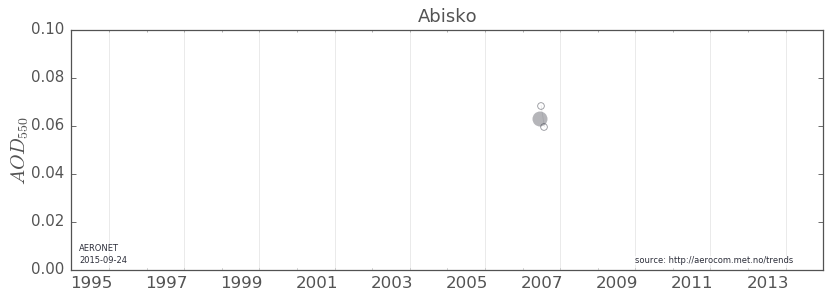 Abisko
0.10
0.08
0.06
0.04
0.02
0.00
AOD550
AERONET
2015-09-24
source: http://aerocom.met.no/trends
1995 1997 1999 2001 2003 2005 2007 2009 2011 2013